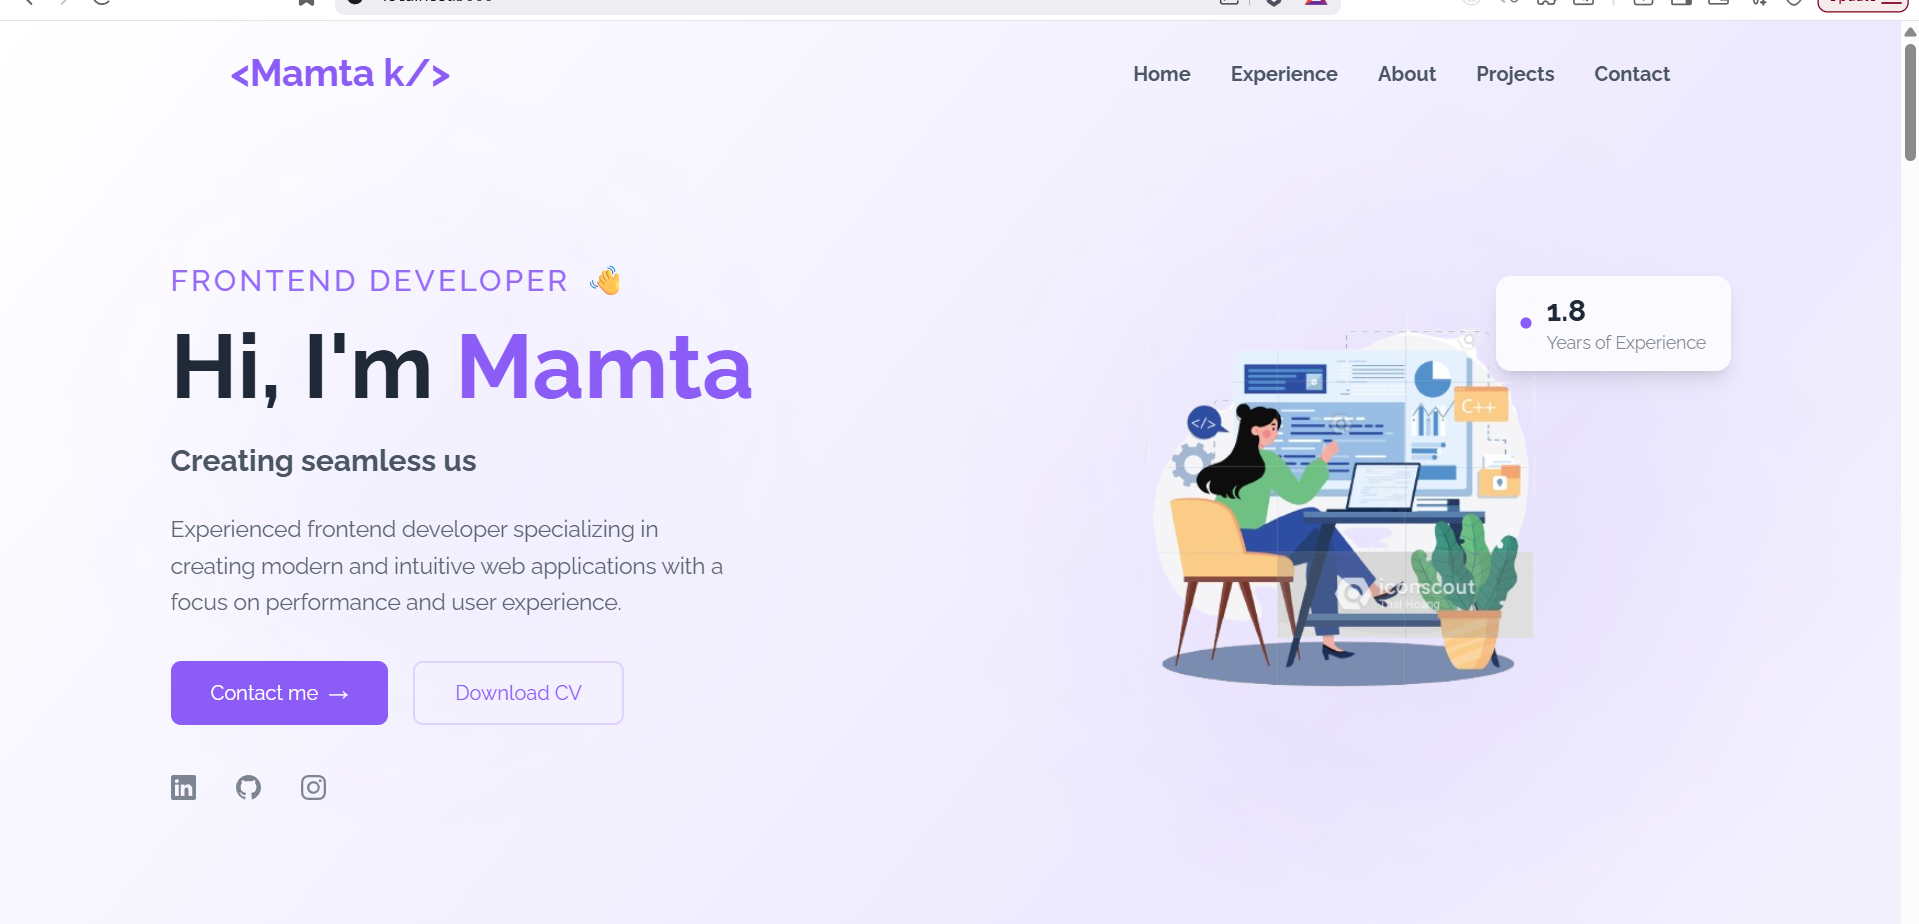 <Mamta k/>
Home
Experience
About
Projects
Contact
FRONTEND DEVELOPER 👋
Hi, I'm Mamta
Creating seamless us
Experienced frontend developer specializing in
creating modern and intuitive web applications with a
focus on performance and user experience.
Contact me →
Download CV
1.8
Years of Experience
C++
</>
iconscout
Thai Hoang